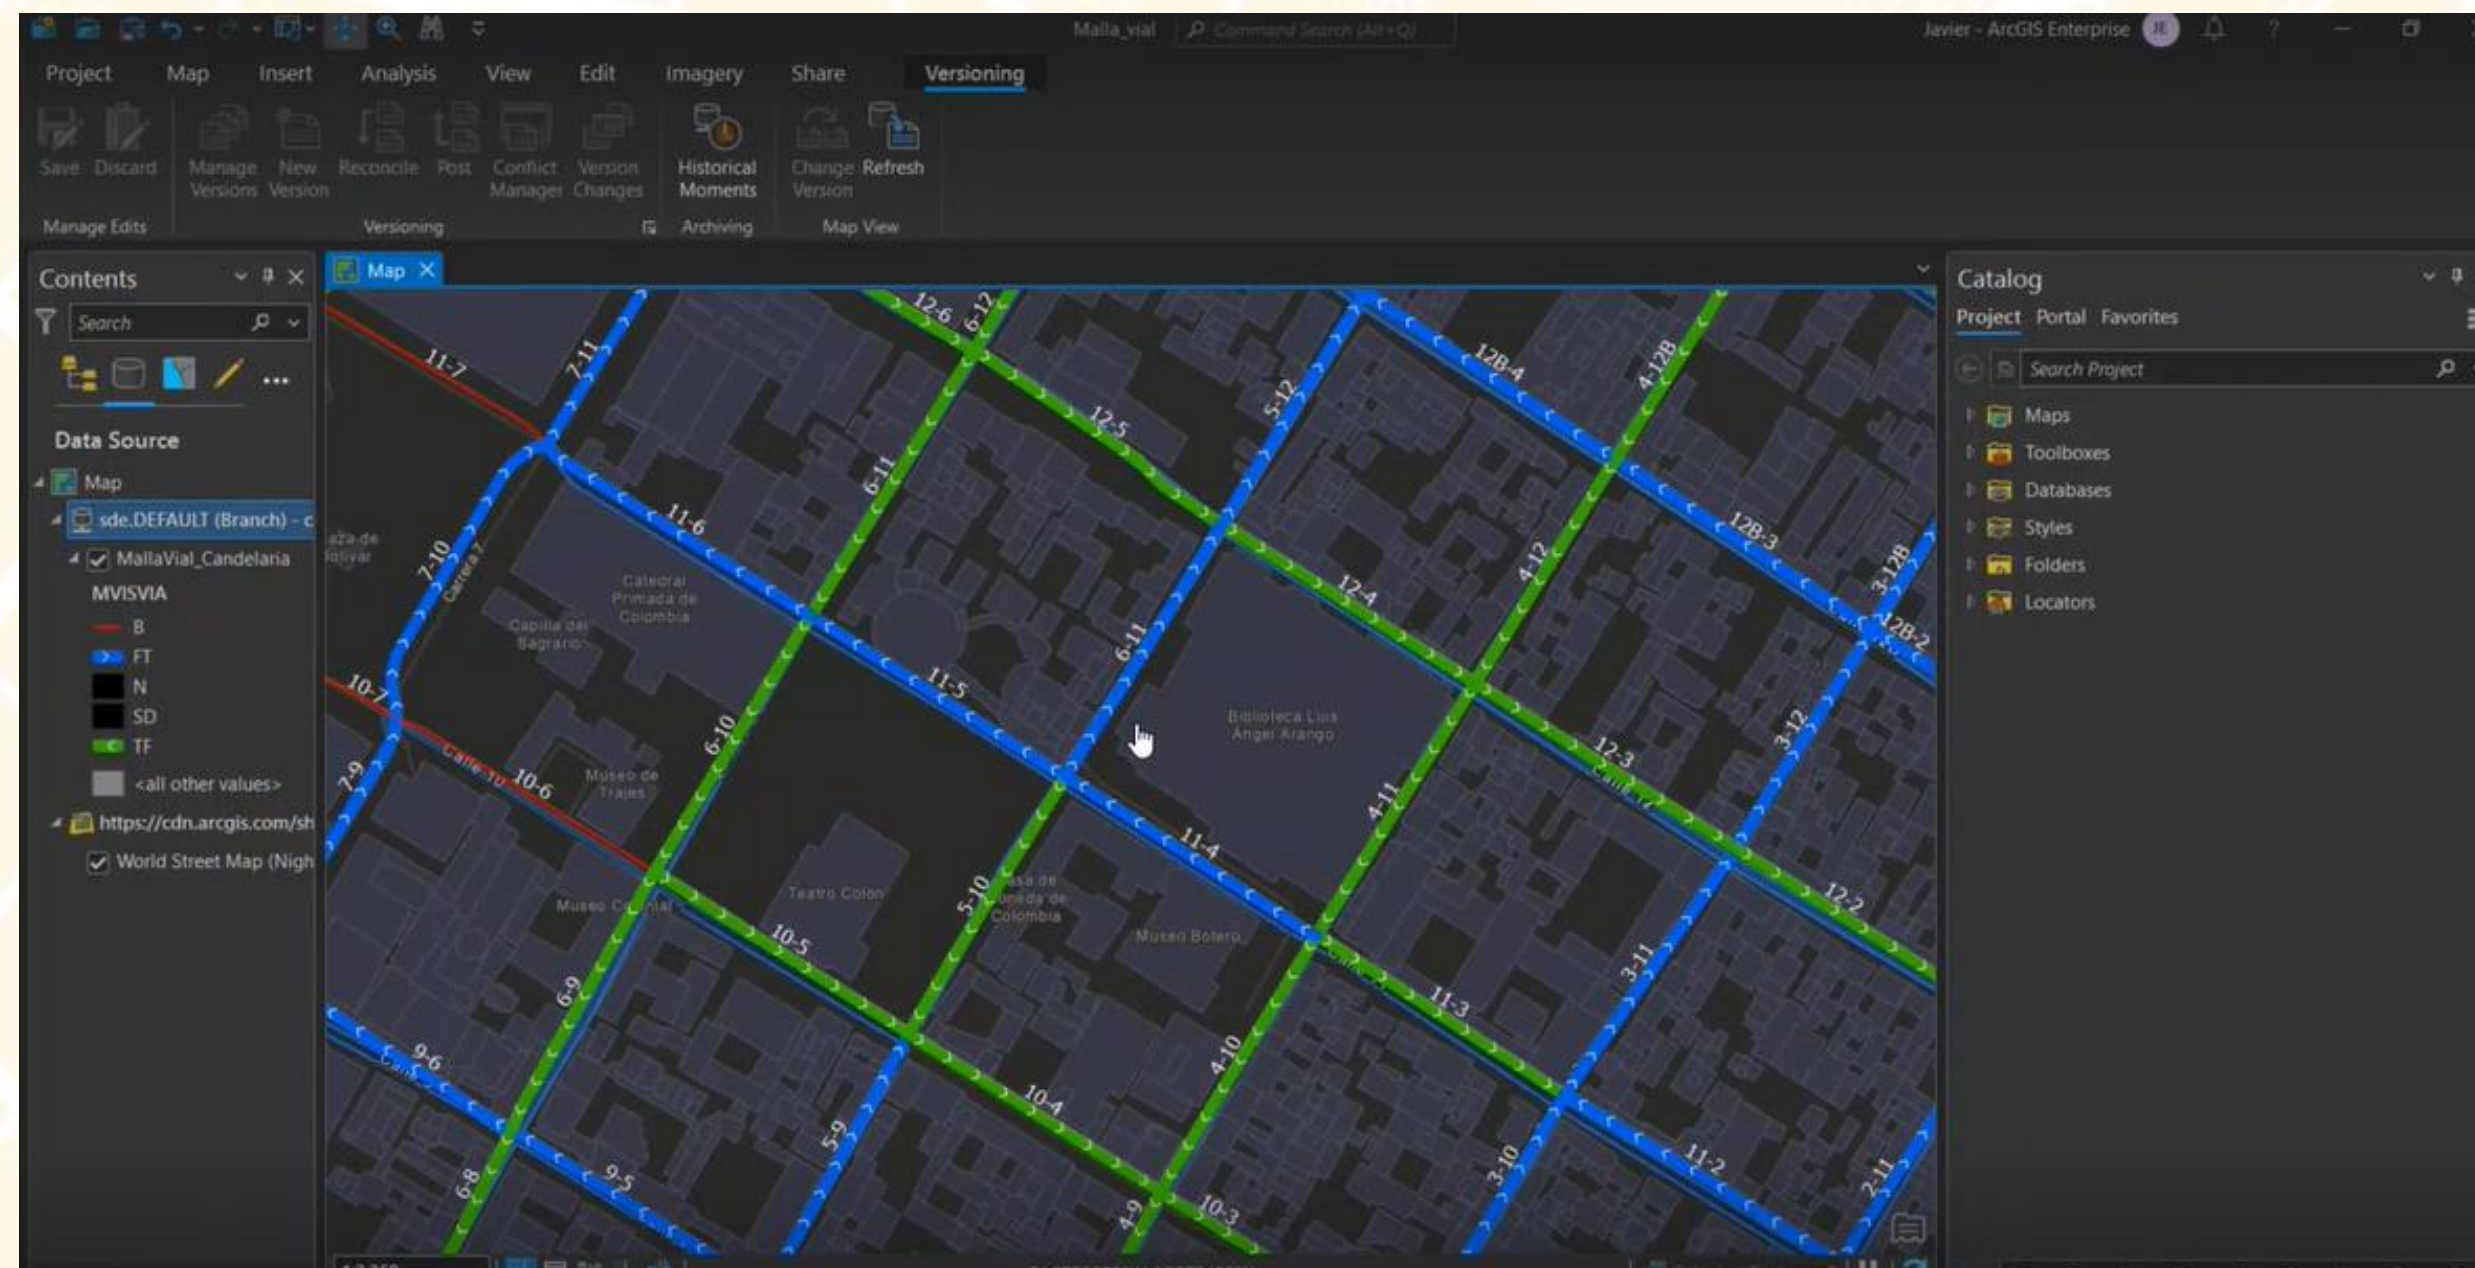 Malla_vial
Command Search (Alt+Q)
Javier - ArcGIS Enterprise
JE
?
Project Map Insert Analysis View Edit Imagery Share Versioning
Save Discard
Manage Versions
New Version
Reconcile Post
Conflict Manager
Version Changes
Historical Moments
Change Version
Refresh
Manage Edits
Versioning
Archiving
Map View
Contents
Search
Data Source
Map
sde.DEFAULT (Branch) - c
MallaVial_Candelaria
MVISVIA
B
FT
N
SD
TF
<all other values>
https://cdn.arcgis.com/sh
World Street Map (Nigh
Map
12-6
6-12
11-7
7-11
12-5
5-12
12B-4
4-12B
6-11
11-6
12B-3
7-10
Carrera 7
4-12
3-12B
12-4
12B-2
Catedral
Primada de
Colombia
Capilla del
Sagrario
6-11
11-5
10-7
6-10
Biblioteca Luis
Angel Arango
3-12
Calle 10
10-6
Museo de
Trajes
7-9
12-3
Calle 12
4-11
11-4
Teatro Colon
5-10
Colombia
12-2
Museo Botero
10-5
3-11
6-9
11-3
9-6
4-10
10-4
5-9
11-2
3-10
9-5
6-8
2-11
4-9
10-3
Catalog
Project Portal Favorites
Search Project
Maps
Toolboxes
Databases
Styles
Folders
Locators